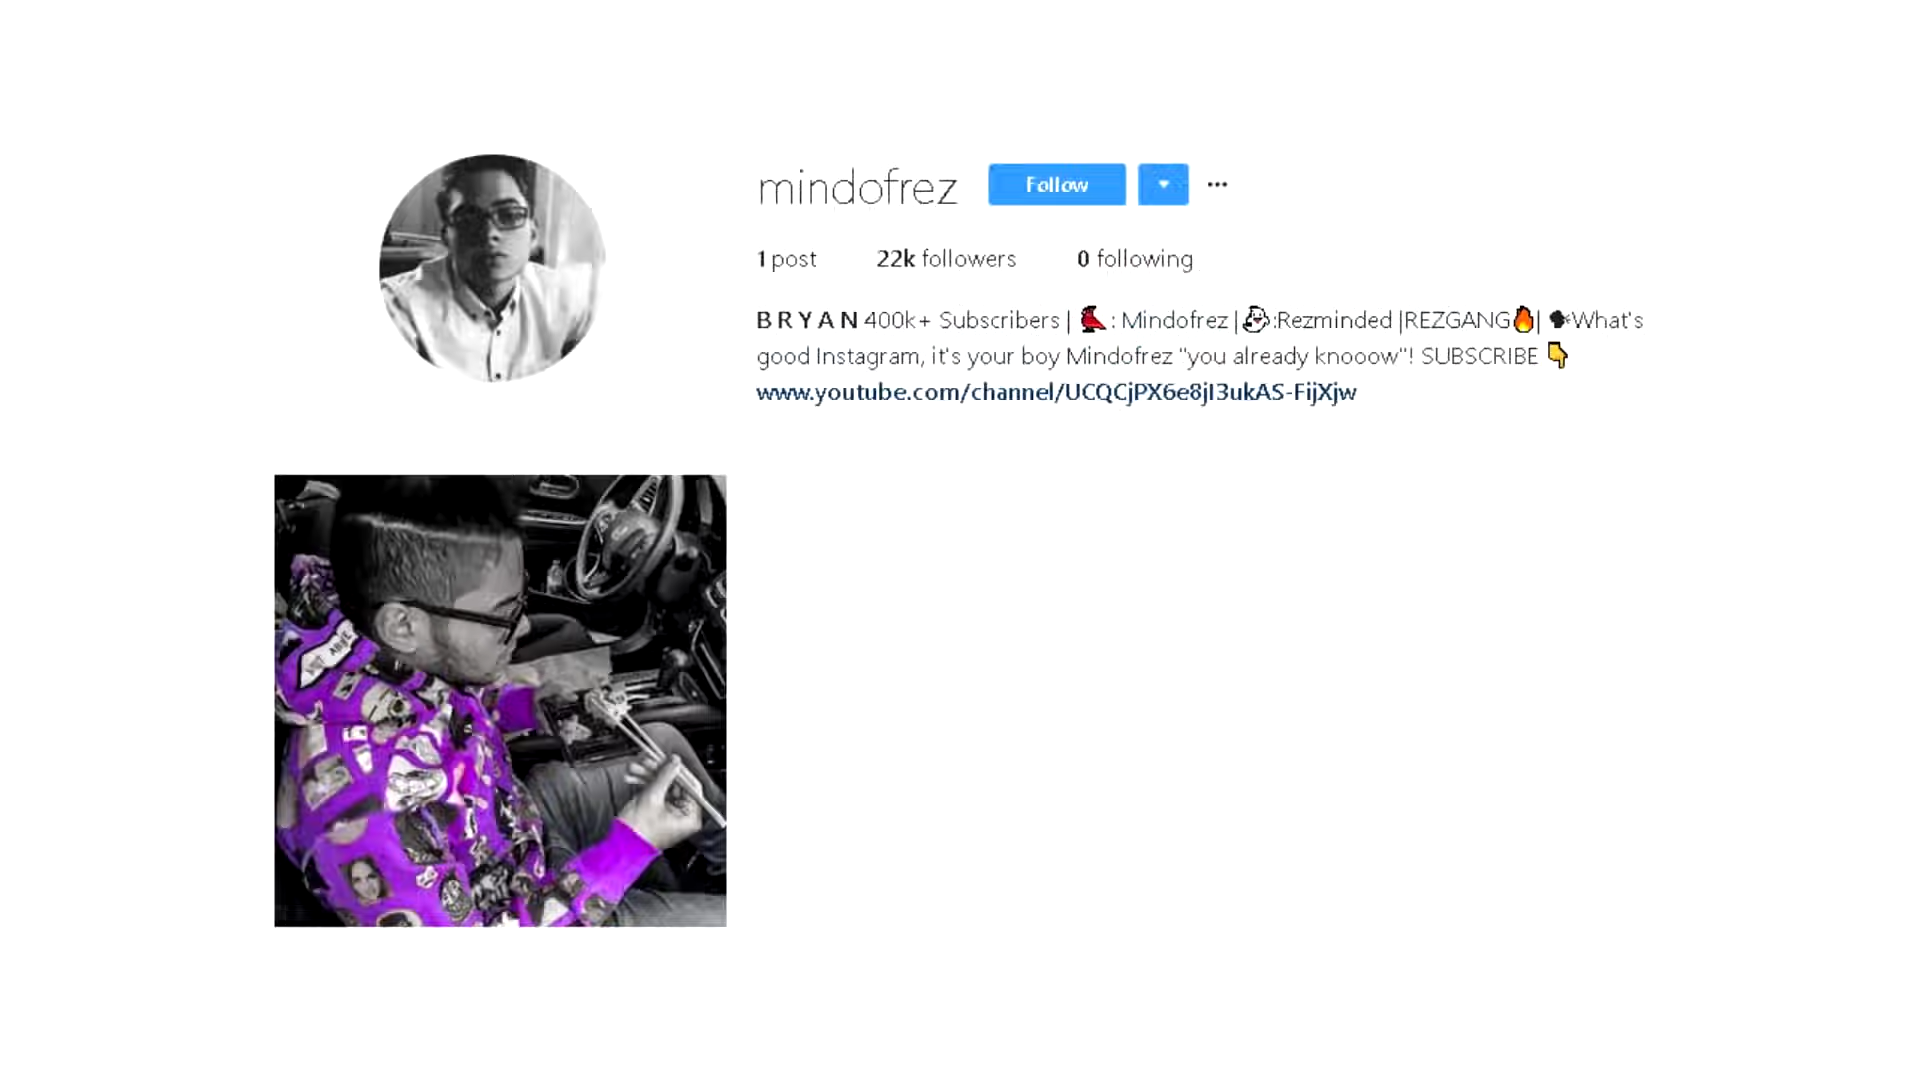 mindofrez Follow
1 post 22k followers 0 following
B R Y A N 400k+ Subscribers | 🐦: Mindofrez | 👻:Rezminded |REZGANG🔥| 🗣What's
good Instagram, it's your boy Mindofrez "you already knooow"! SUBSCRIBE 👇
www.youtube.com/channel/UCQCjPX6e8jI3ukAS-FijXjw